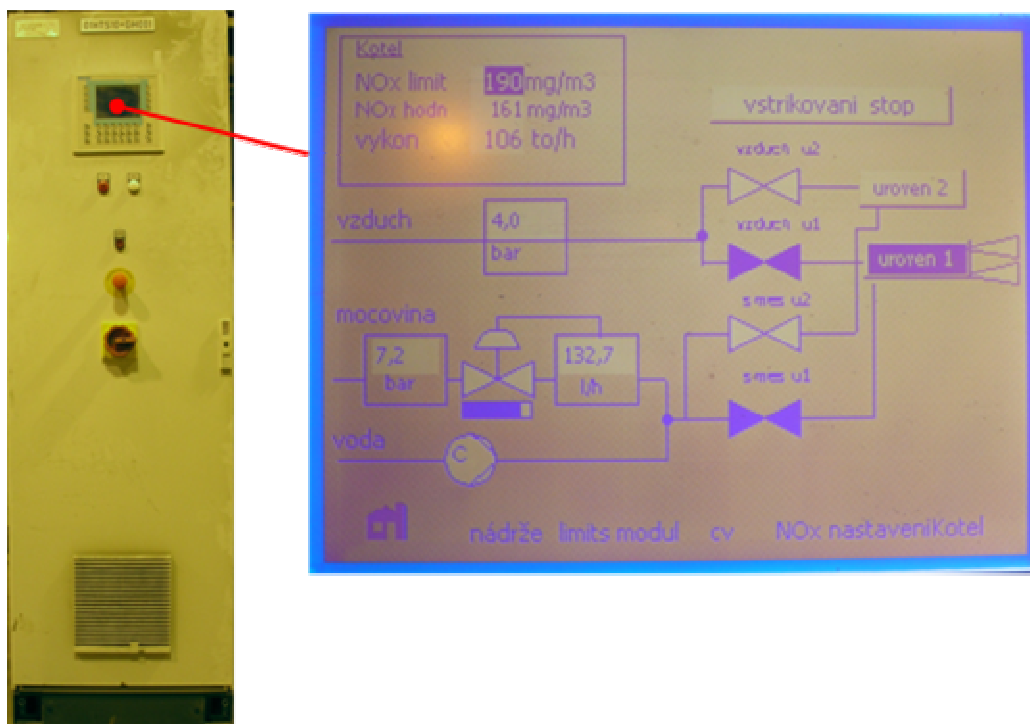 Kotel
NOx limit 190 mg/m3
NOx hodn 161 mg/m3
vykon 106 to/h
vstrikovani stop
vzduch u2
uroven 2
vzduch
4,0
bar
vzduch u1
uroven 1
smes u2
mocovina
7,2
bar
132,7
l/h
smes u1
voda
C
nádrže limits modul cv NOx nastaveniKotel